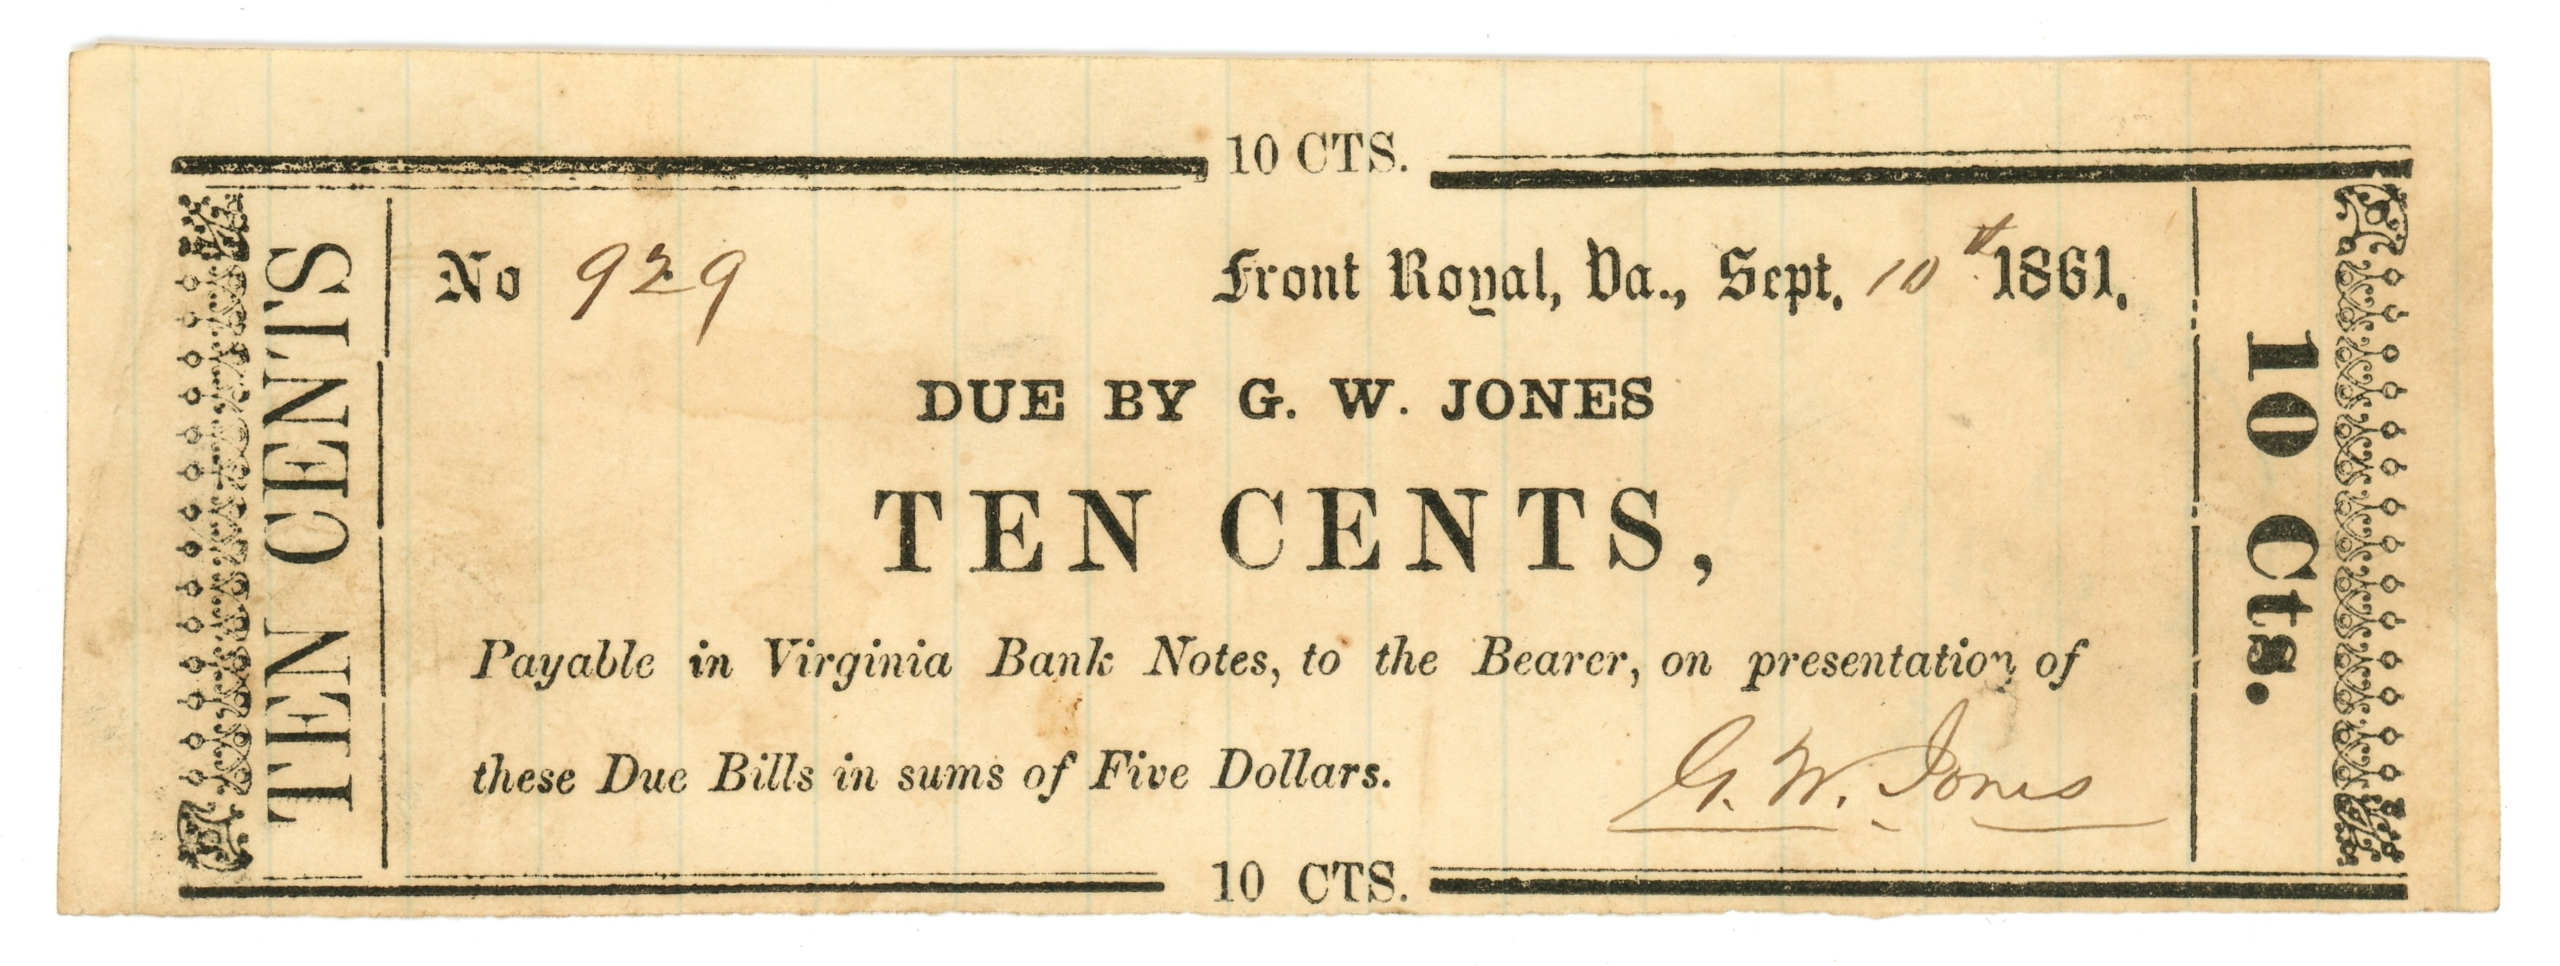 10 CTS.
TEN CENTS
No 929 Front Royal, Va., Sept. 10th 1861.
DUE BY G. W. JONES
TEN CENTS,
Payable in Virginia Bank Notes, to the Bearer, on presentation of
these Due Bills in sums of Five Dollars.
G. W. Jones
10 Cts.
10 CTS.